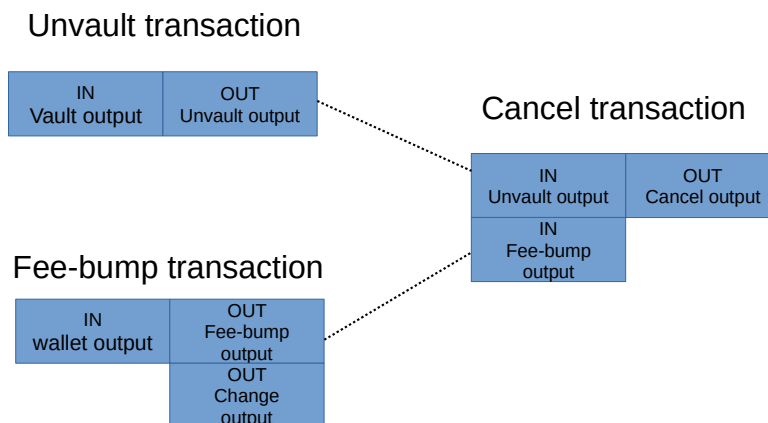 Unvault transaction
IN
Vault output
OUT
Unvault output
Cancel transaction
IN
Unvault output
OUT
Cancel output
IN
Fee-bump
output
Fee-bump transaction
IN
wallet output
OUT
Fee-bump
output
OUT
Change
output